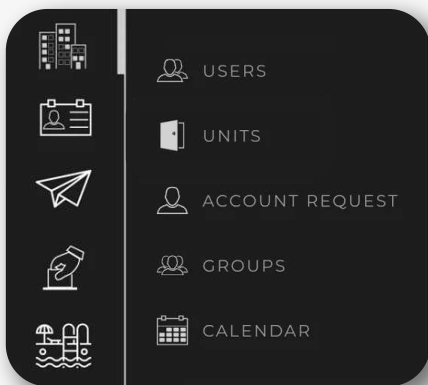 USERS
UNITS
ACCOUNT REQUEST
GROUPS
CALENDAR